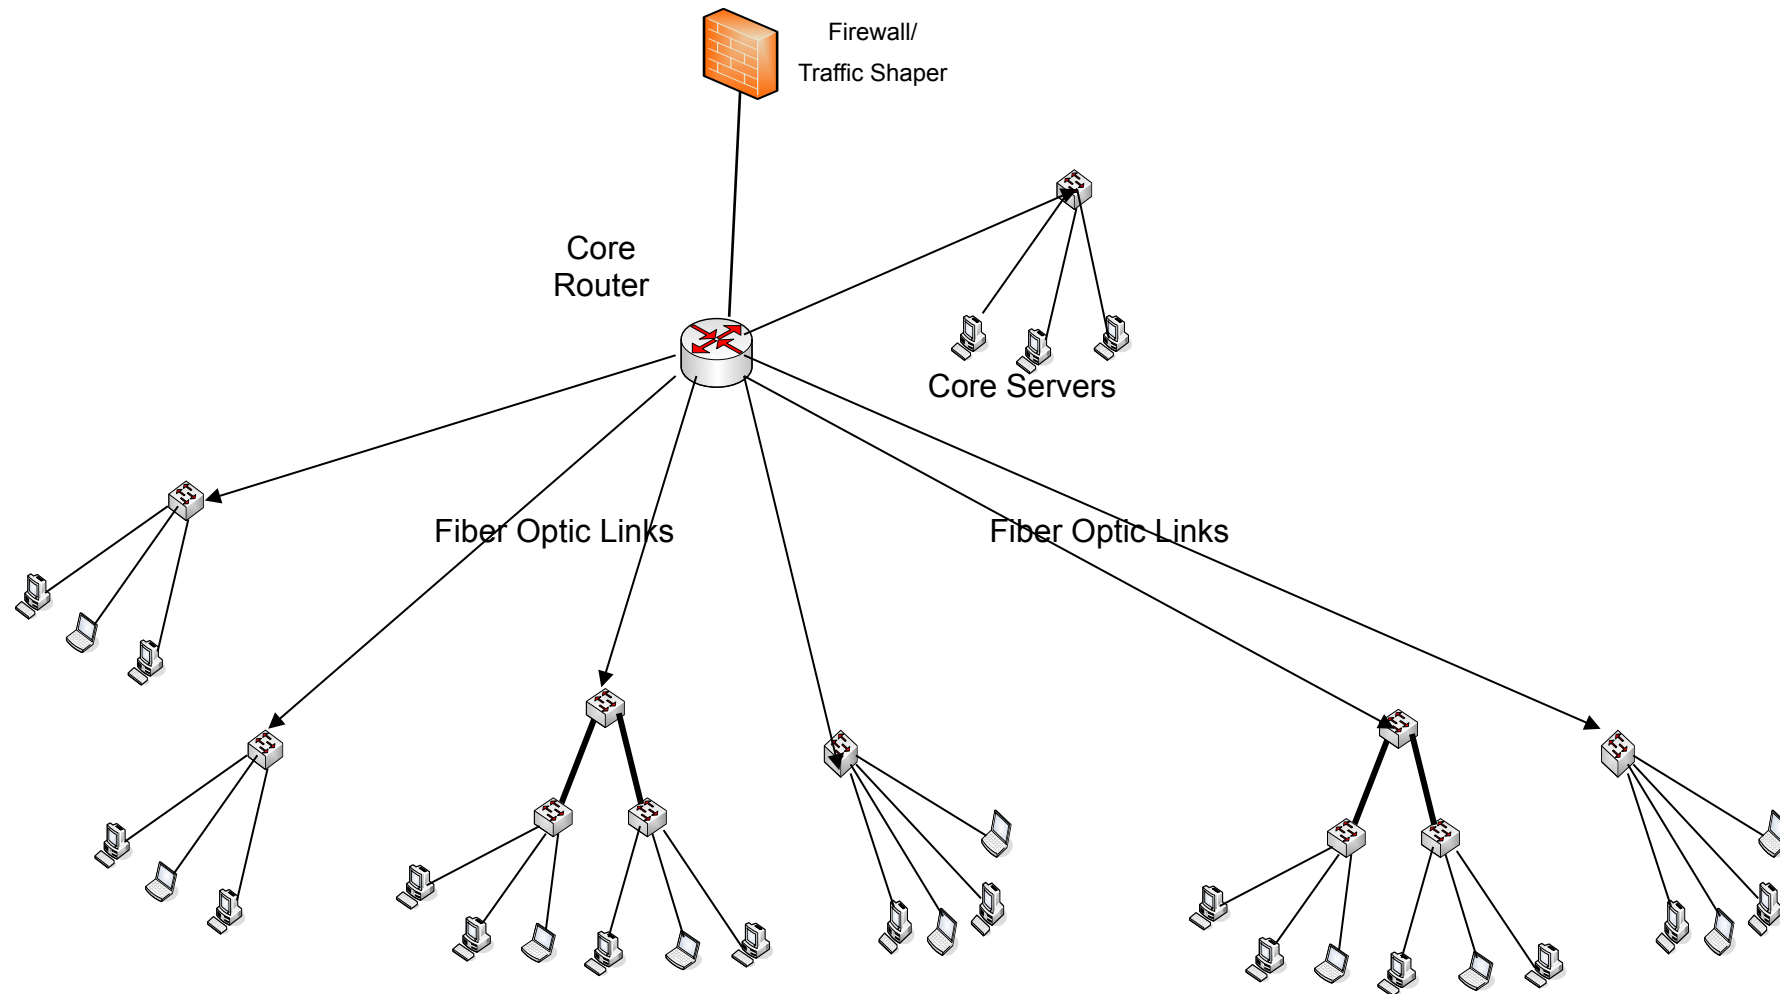 Firewall/
Traffic Shaper
Core
Router
Core Servers
Fiber Optic Links
Fiber Optic Links